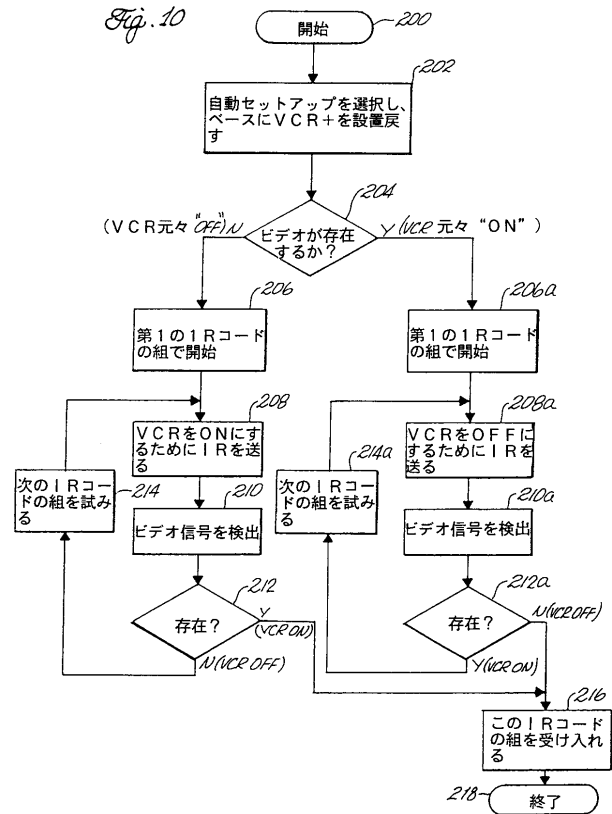 Fig. 10
開始
200
202
自動セットアップを選択し、
ベースにVCR+を設置戻
す
204
(VCR元々"OFF")N
ビデオが存在
するか?
Y(VCR元々"ON")
206
第1の1Rコード
の組で開始
206a
第1の1Rコード
の組で開始
208
VCRをONにす
るためにIRを
送る
208a
VCRをOFFに
するためにIRを
送る
214
次のIRコー
ドの組を試み
る
214a
次のIRコー
ドの組を試み
る
210
ビデオ信号を検出
210a
ビデオ信号を検出
212
存在?
Y
(VCR ON)
N(VCR OFF)
212a
存在?
N(VCR OFF)
Y(VCR ON)
216
このIRコード
の組を受け入れ
る
218
終了